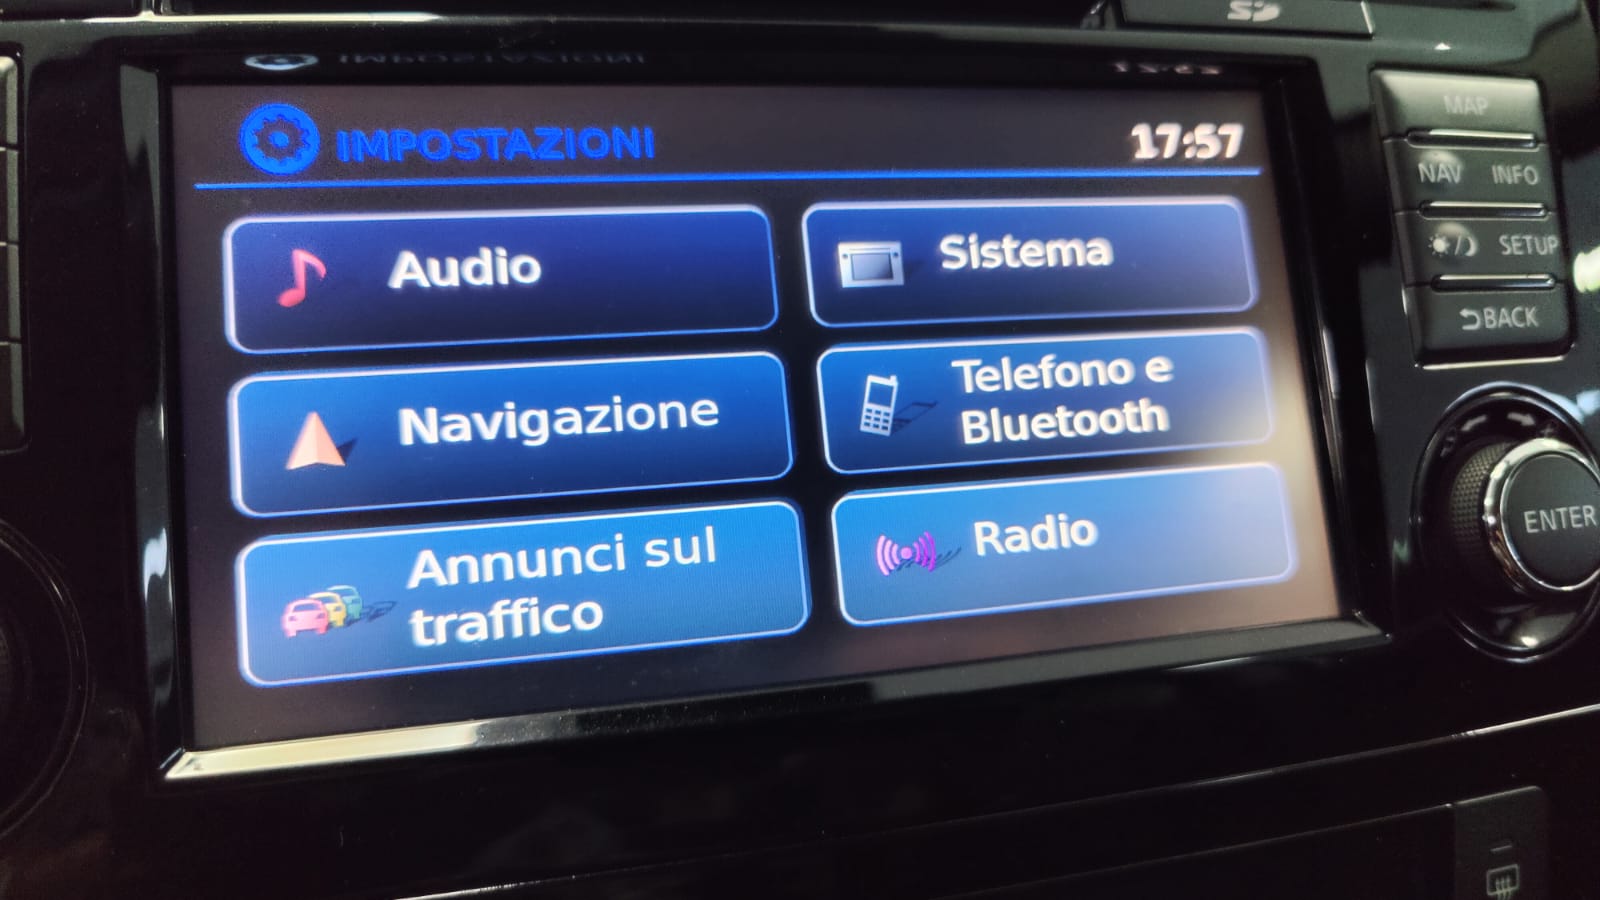 SD
IMPOSTAZIONI
17:57
Audio
Sistema
Navigazione
Telefono e
Bluetooth
Annunci sul
traffico
Radio
MAP
NAV INFO
SETUP
BACK
ENTER